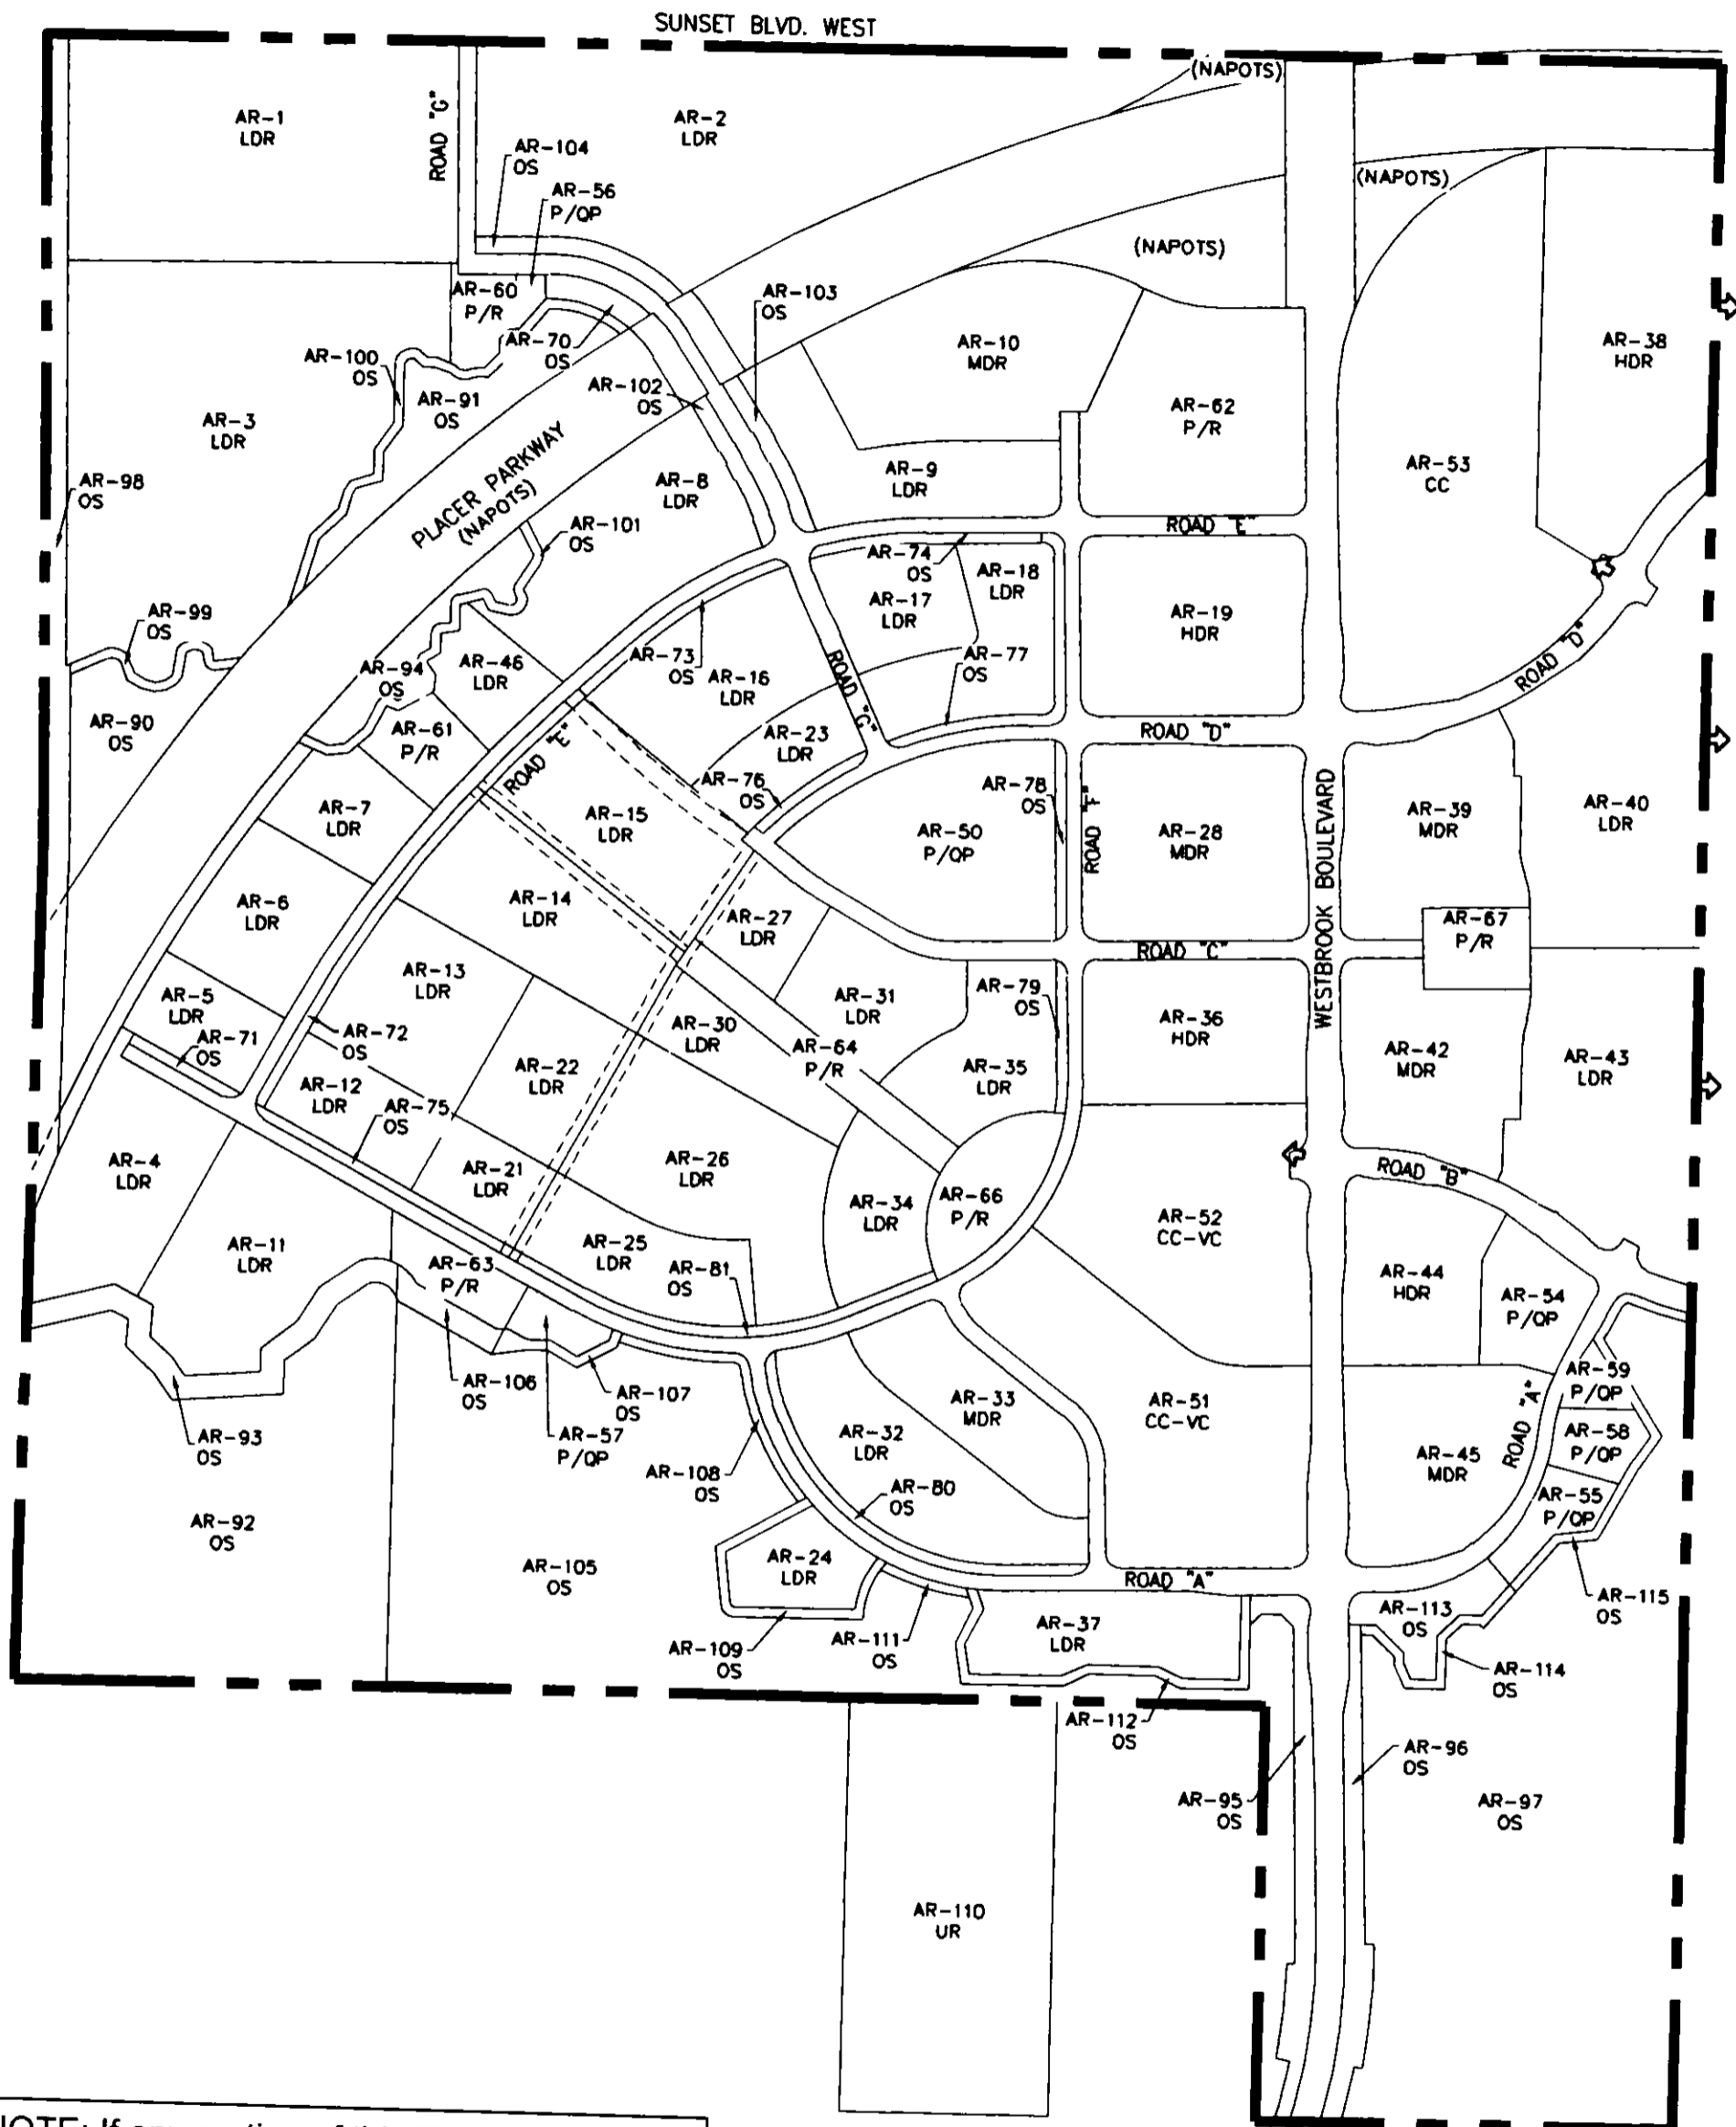 SUNSET BLVD. WEST
(NAPOTS)
AR-1
LDR
ROAD "G"
AR-2
LDR
AR-104
OS
AR-56
P/QP
(NAPOTS)
(NAPOTS)
AR-60
P/R
AR-103
OS
AR-70
OS
AR-100
OS
AR-10
MDR
AR-38
HDR
AR-102
OS
AR-91
OS
AR-3
LDR
AR-62
P/R
PLACER PARKWAY
(NAPOTS)
AR-8
LDR
AR-9
LDR
AR-53
CC
AR-98
OS
AR-101
OS
ROAD "E"
AR-74
OS
AR-18
LDR
AR-17
LDR
AR-19
HDR
AR-99
OS
AR-94
OS
AR-46
LDR
AR-73
OS
AR-16
LDR
ROAD "G"
AR-77
OS
ROAD "D"
AR-90
OS
AR-61
P/R
ROAD "E"
AR-23
LDR
ROAD "D"
AR-76
OS
AR-78
OS
ROAD "F"
WESTBROOK BOULEVARD
AR-7
LDR
AR-15
LDR
AR-50
P/QP
AR-28
MDR
AR-39
MDR
AR-40
LDR
AR-6
LDR
AR-14
LDR
AR-27
LDR
AR-67
P/R
ROAD "C"
AR-5
LDR
AR-13
LDR
AR-31
LDR
AR-79
OS
AR-36
HDR
AR-71
OS
AR-72
OS
AR-30
LDR
AR-64
P/R
AR-22
LDR
AR-35
LDR
AR-42
MDR
AR-43
LDR
AR-12
LDR
AR-75
OS
AR-4
LDR
AR-21
LDR
AR-26
LDR
ROAD "B"
AR-34
LDR
AR-66
P/R
AR-52
CC-VC
AR-11
LDR
AR-63
P/R
AR-25
LDR
AR-81
OS
AR-44
HDR
AR-54
P/QP
AR-106
OS
AR-107
OS
AR-33
MDR
AR-51
CC-VC
AR-59
P/QP
ROAD "A"
AR-93
OS
AR-57
P/QP
AR-32
LDR
AR-58
P/QP
AR-108
OS
AR-80
OS
AR-45
MDR
AR-55
P/QP
AR-92
OS
AR-105
OS
AR-24
LDR
ROAD "A"
AR-115
OS
AR-113
OS
AR-37
LDR
AR-109
OS
AR-111
OS
AR-114
OS
AR-112
OS
AR-96
OS
AR-95
OS
AR-97
OS
AR-110
UR
NOTE: If